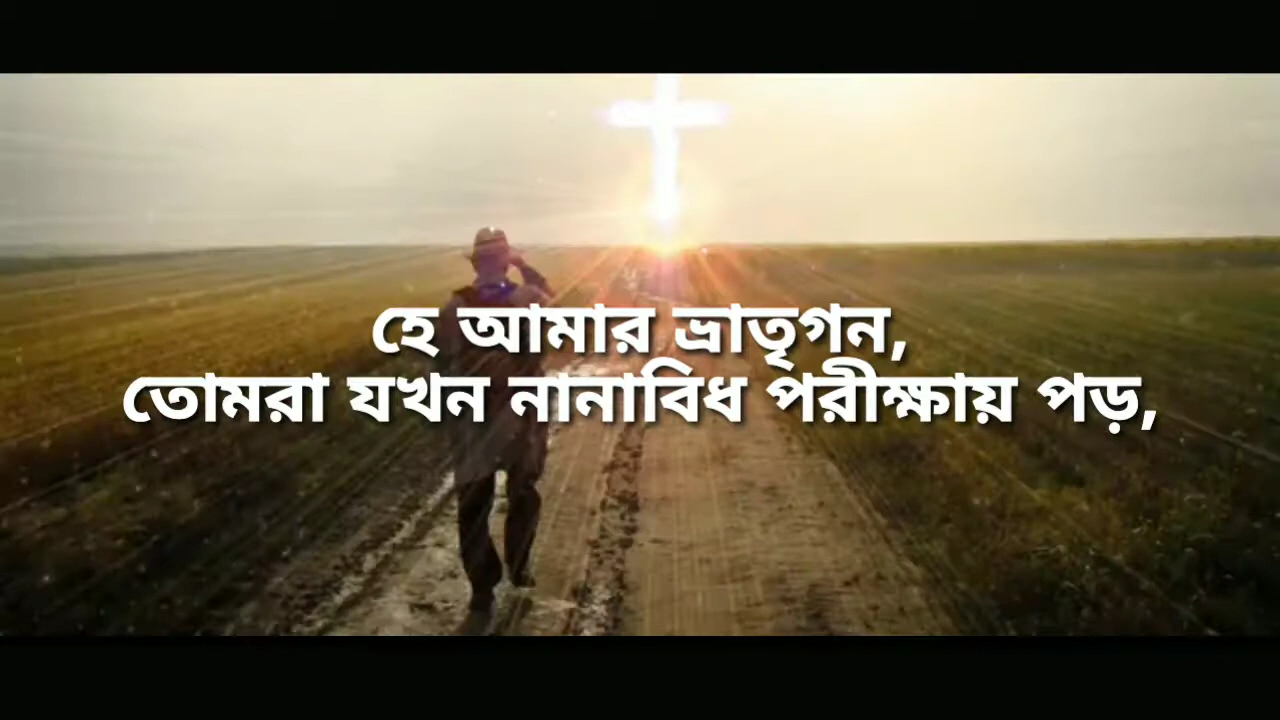 হে আমার ভ্রাতৃগন,
তোমরা যখন নানাবিধ পরীক্ষায় পড়,